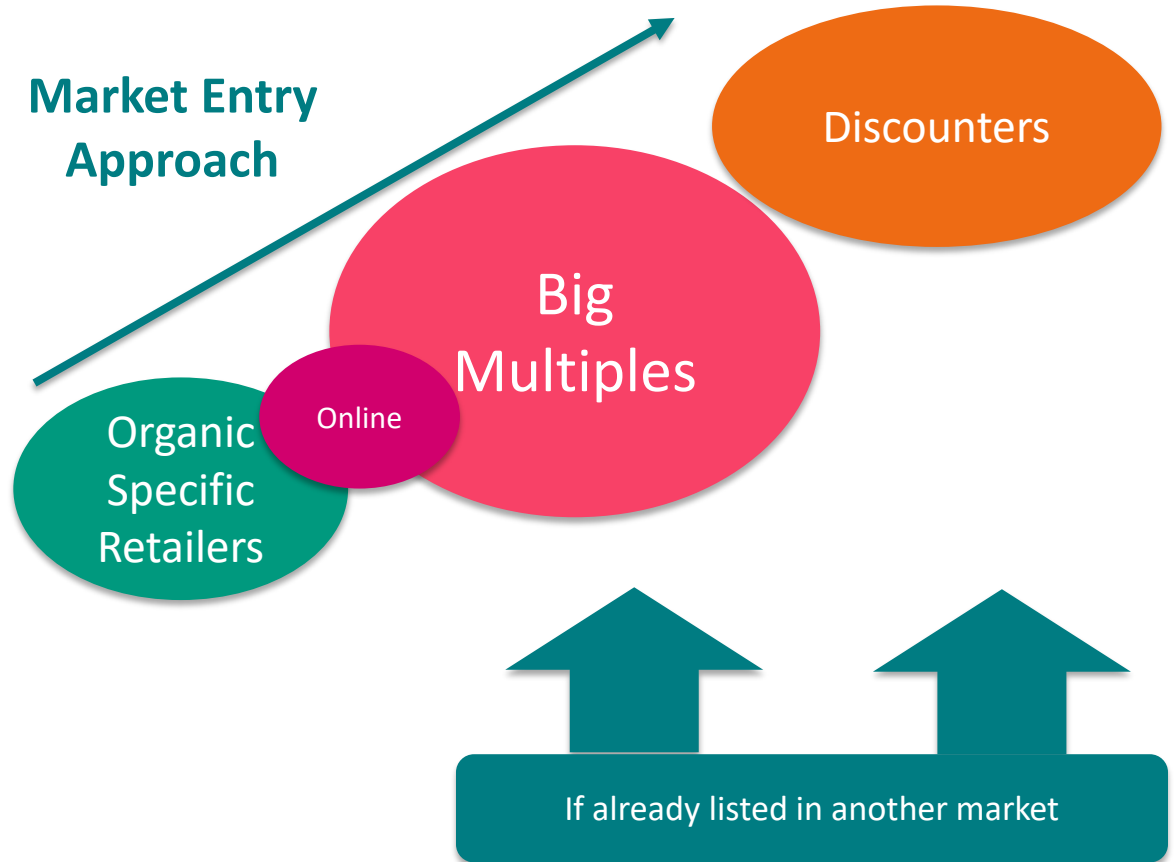 Market Entry
Approach
Discounters
Big
Multiples
Online
Organic
Specific
Retailers
If already listed in another market